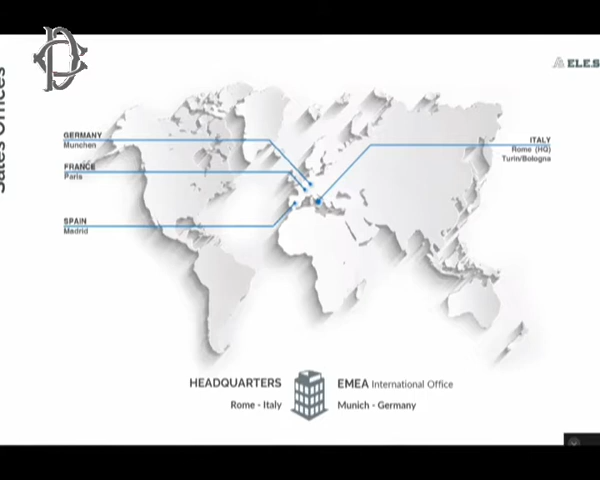 Sales Offices
ELES
GERMANY
Munchen
FRANCE
Paris
SPAIN
Madrid
ITALY
Rome (HQ)
Turin/Bologna
HEADQUARTERS
Rome - Italy
EMEA International Office
Munich - Germany